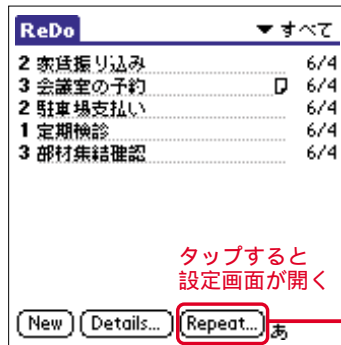 ReDo ▼ すべて
2 家賃振り込み 6/4
3 会議室の予約 6/4
2 駐車場支払い 6/4
1 定期検診 6/4
3 部材集結確認 6/4
タップすると
設定画面が開く
New Details... Repeat... あ